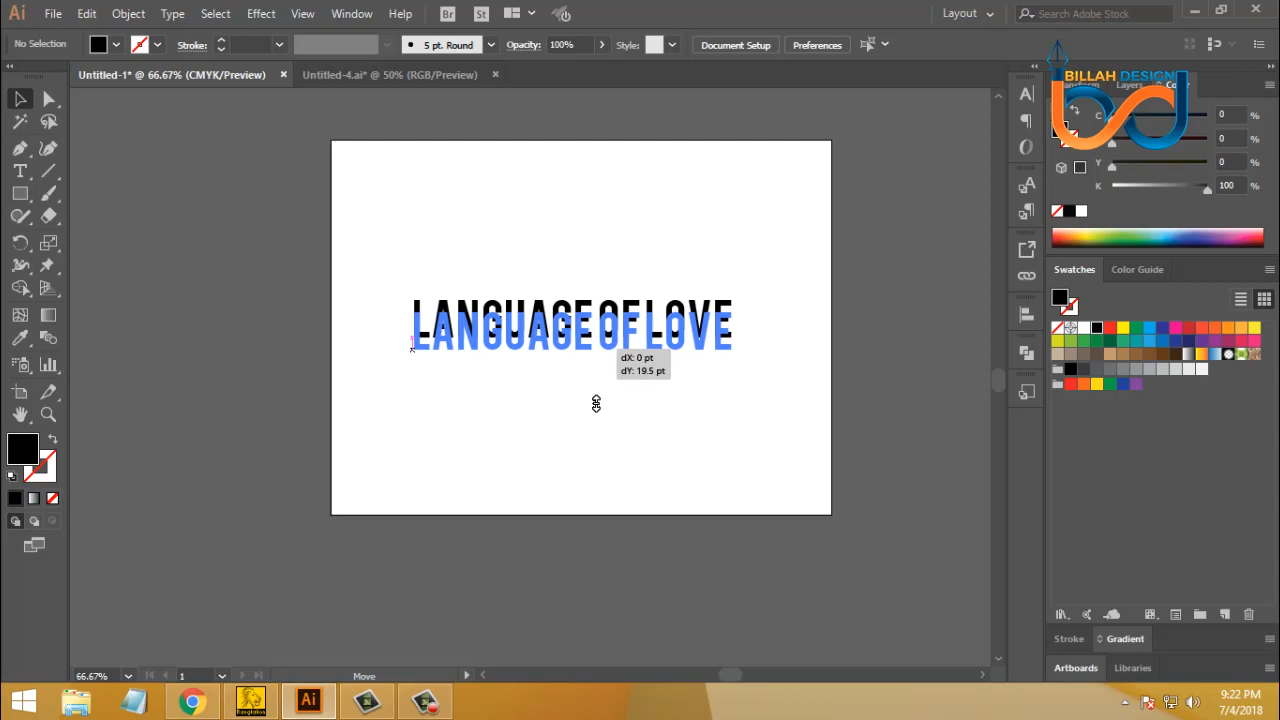 Ai File Edit Object Type Select Effect View Window Help Br St Layout Search Adobe Stock
No Selection Stroke: 5 pt. Round Opacity: 100% Style: Document Setup Preferences
Untitled-1* @ 66.67% (CMYK/Preview) × Untitled-4.ai* @ 50% (RGB/Preview) ×
BILLAH DESIGN
Layers
C 0 %
0 %
Y 0 %
K 100 %
Swatches Color Guide
LANGUAGE OF LOVE
LANGUAGE OF LOVE
dX: 0 pt
dY: 19.5 pt
Stroke Gradient
Artboards Libraries
66.67% 1 Move
Banglalion
Ai
9:22 PM
7/4/2018